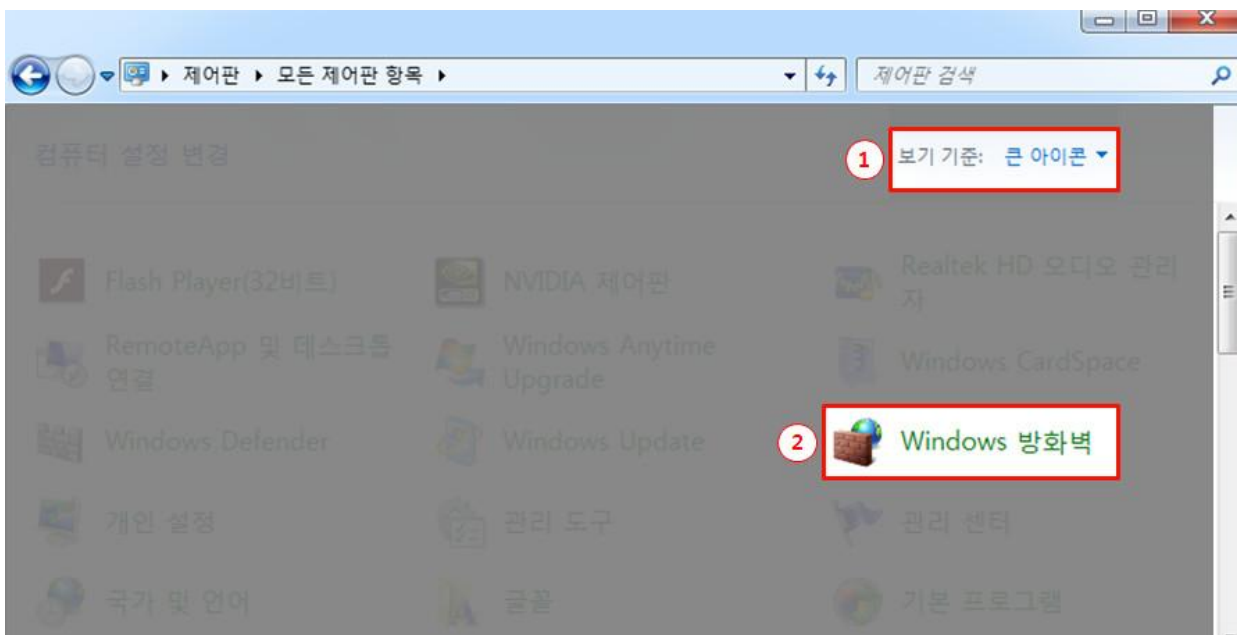 제어판 모든 제어판 항목
제어판 검색
컴퓨터 설정 변경
1
보기 기준: 큰 아이콘
Flash Player(32비트)
NVIDIA 제어판
Realtek HD 오디오 관리
자
RemoteApp 및 데스크톱
연결
Windows Anytime
Upgrade
Windows CardSpace
Windows Defender
Windows Update
2
Windows 방화벽
개인 설정
관리 도구
관리 센터
국가 및 언어
글꼴
기본 프로그램